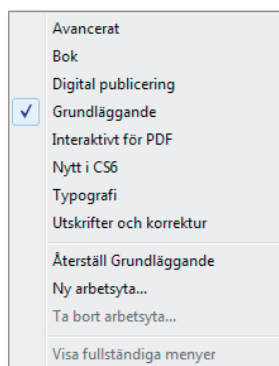 Avancerat
Bok
Digital publicering
Grundläggande
Interaktivt för PDF
Nytt i CS6
Typografi
Utskrifter och korrektur
Återställ Grundläggande
Ny arbetsyta...
Ta bort arbetsyta...
Visa fullständiga menyer